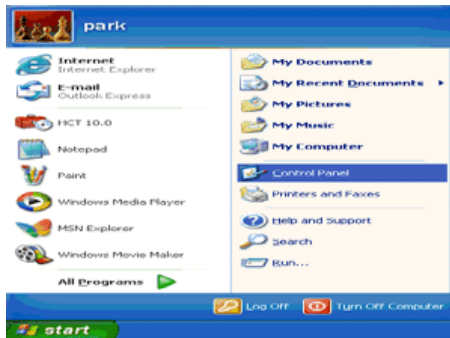 park
Internet
Internet Explorer
E-mail
Outlook Express
HCT 10.0
Notepad
Paint
Windows Media Player
MSN Explorer
Windows Movie Maker
All Programs
My Documents
My Recent Documents
My Pictures
My Music
My Computer
Control Panel
Printers and Faxes
Help and Support
Search
Run...
Log Off
Turn Off Computer
start